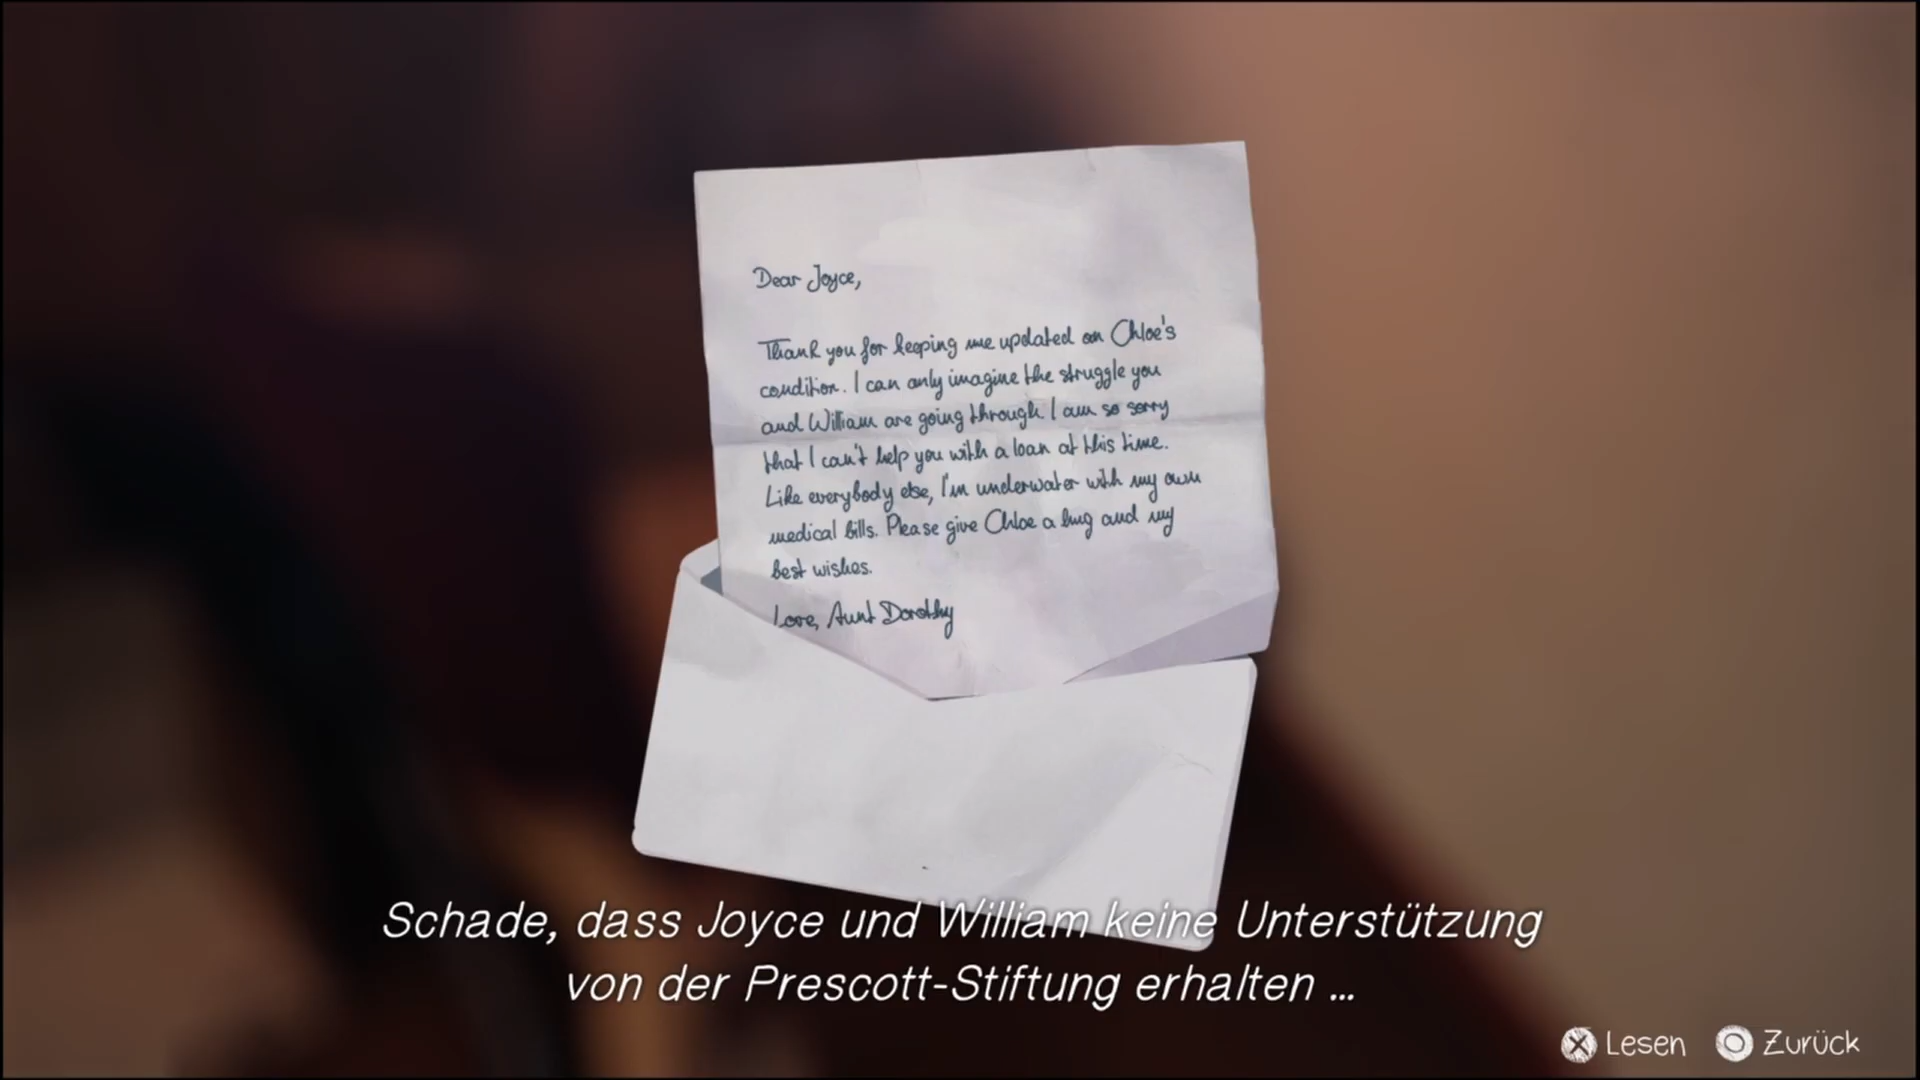 Dear Joyce,
Thank you for keeping me updated on Chloe's
condition. I can only imagine the struggle you
and William are going through. I am so sorry
that I can't help you with a loan at this time.
Like everybody else, I'm underwater with my own
medical bills. Please give Chloe a hug and my
best wishes.
Love, Aunt Dorothy
Schade, dass Joyce und William keine Unterstützung
von der Prescott-Stiftung erhalten ...
Lesen Zurück